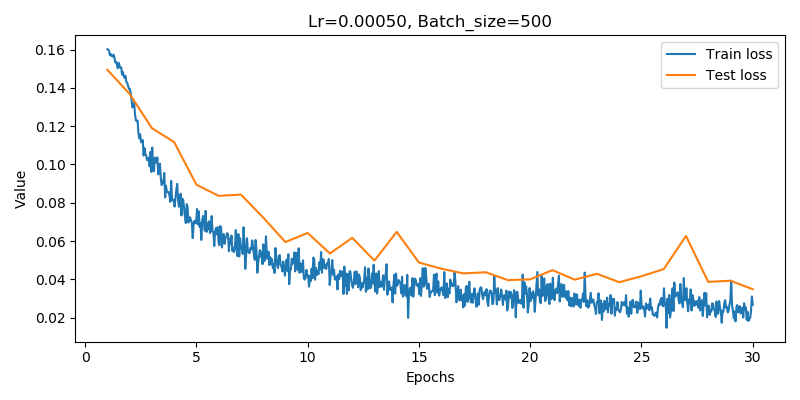 Lr=0.00050, Batch_size=500
Train loss
Test loss
Value
0.16
0.14
0.12
0.10
0.08
0.06
0.04
0.02
0 5 10 15 20 25 30
Epochs